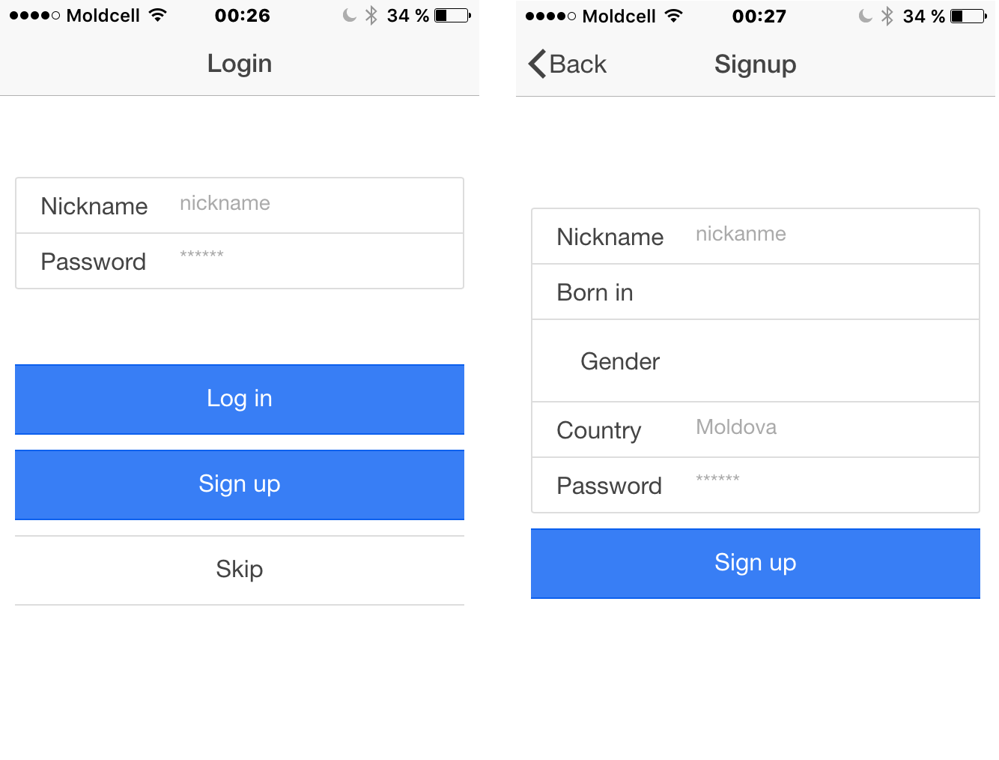 Moldcell 00:26 34 %
Login
Nickname nickname
Password ******
Log in
Sign up
Skip
Moldcell 00:27 34 %
Back Signup
Nickname nickanme
Born in
Gender
Country Moldova
Password ******
Sign up